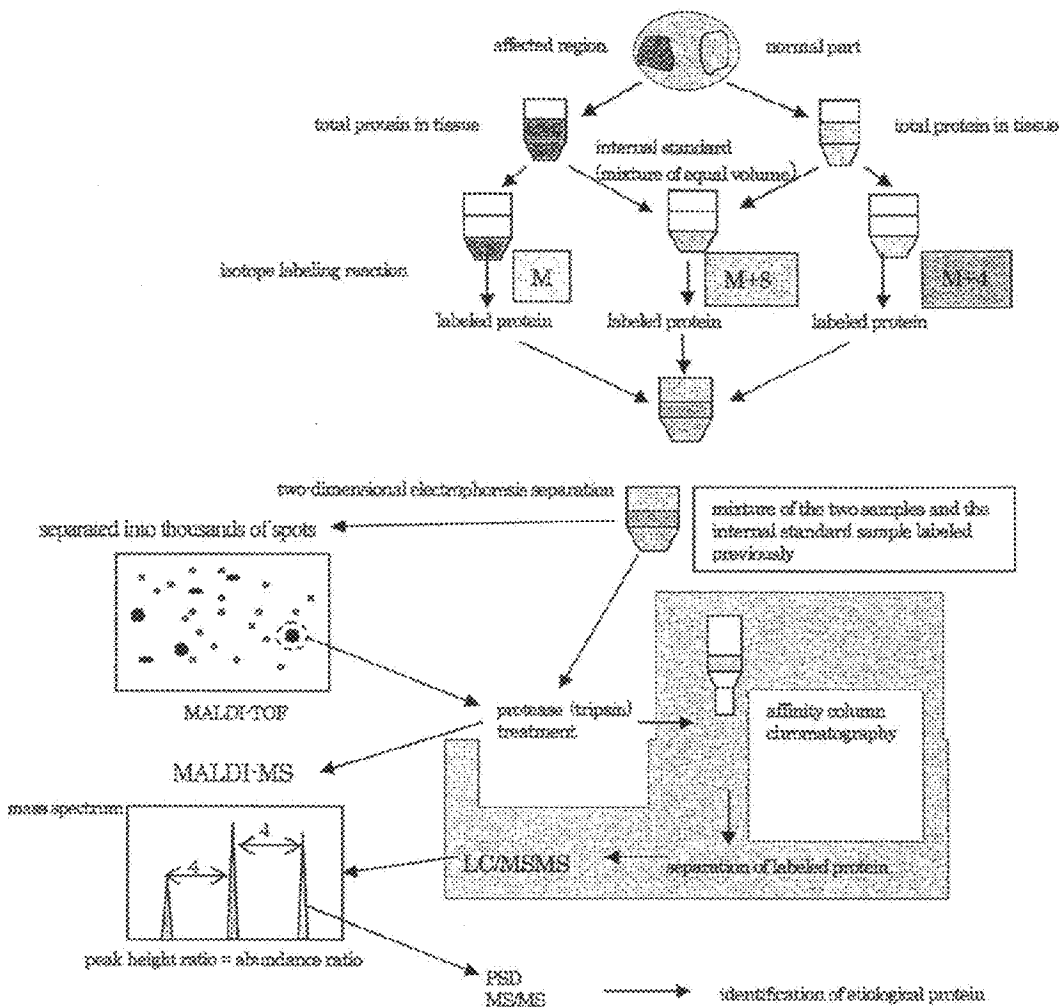 affected region
normal part
total protein in tissue
total protein in tissue
internal standard
(mixture of equal volume)
isotope labeling reaction
M
M+8
M+4
labeled protein
labeled protein
labeled protein
two-dimensional electrophoresis separation
mixture of the two samples and the
internal standard sample labeled
previously
separated into thousands of spots
MALDI-TOF
protease (tripsin)
treatment
affinity column
chromatography
MALDI-MS
mass spectrum
4
4
LC/MSMS
separation of labeled protein
peak height ratio = abundance ratio
PSD
MS/MS
identification of etiological protein